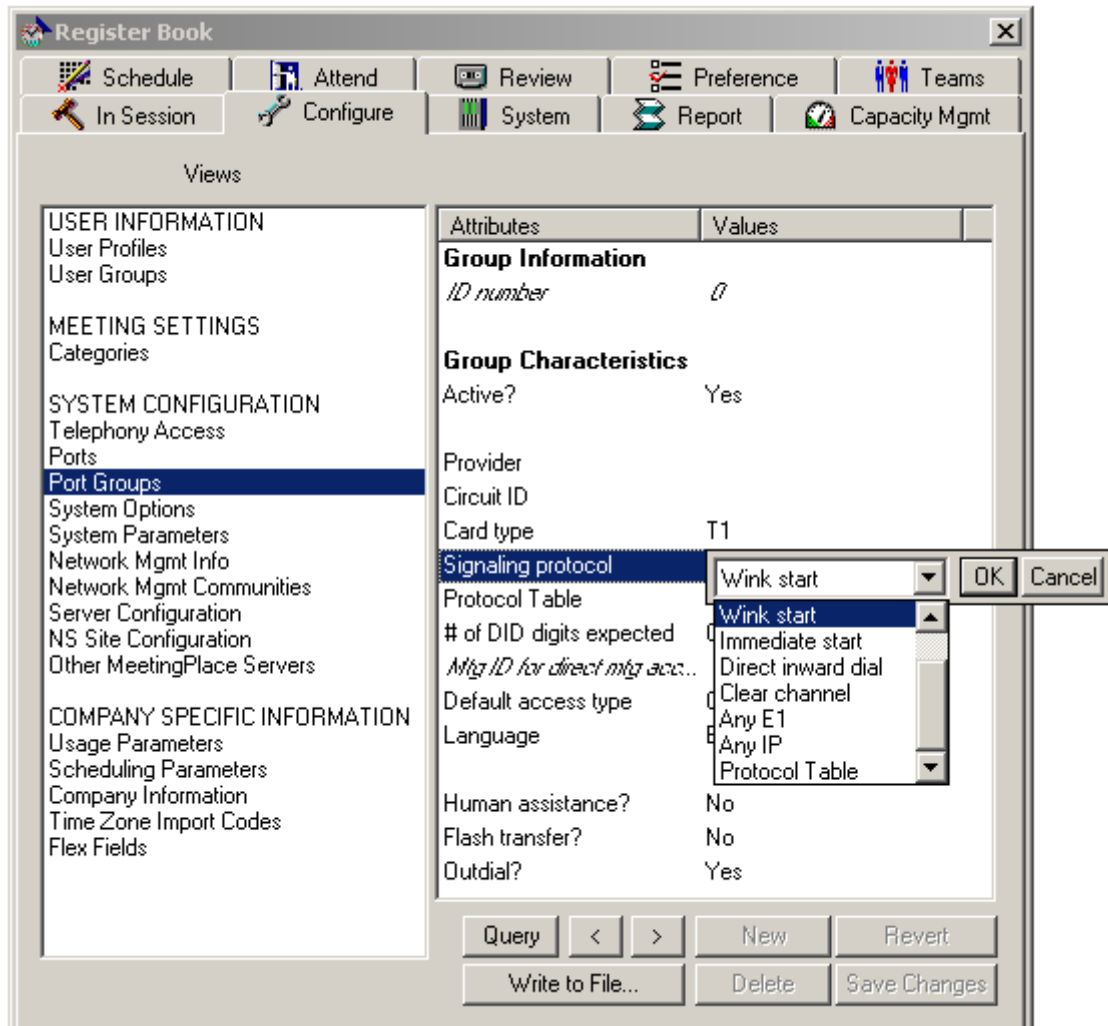 Register Book
Schedule Attend Review Preference Teams
In Session Configure System Report Capacity Mgmt
Views
USER INFORMATION
User Profiles
User Groups
MEETING SETTINGS
Categories
SYSTEM CONFIGURATION
Telephony Access
Ports
Port Groups
System Options
System Parameters
Network Mgmt Info
Network Mgmt Communities
Server Configuration
NS Site Configuration
Other MeetingPlace Servers
COMPANY SPECIFIC INFORMATION
Usage Parameters
Scheduling Parameters
Company Information
Time Zone Import Codes
Flex Fields
Attributes Values
Group Information
ID number 0
Group Characteristics
Active? Yes
Provider
Circuit ID
Card type T1
Signaling protocol Wink start OK Cancel
Protocol Table
# of DID digits expected
Mtg ID for direct mtg acc...
Default access type
Language
Wink start
Immediate start
Direct inward dial
Clear channel
Any E1
Any IP
Protocol Table
Human assistance? No
Flash transfer? No
Outdial? Yes
Query < > New Revert
Write to File... Delete Save Changes